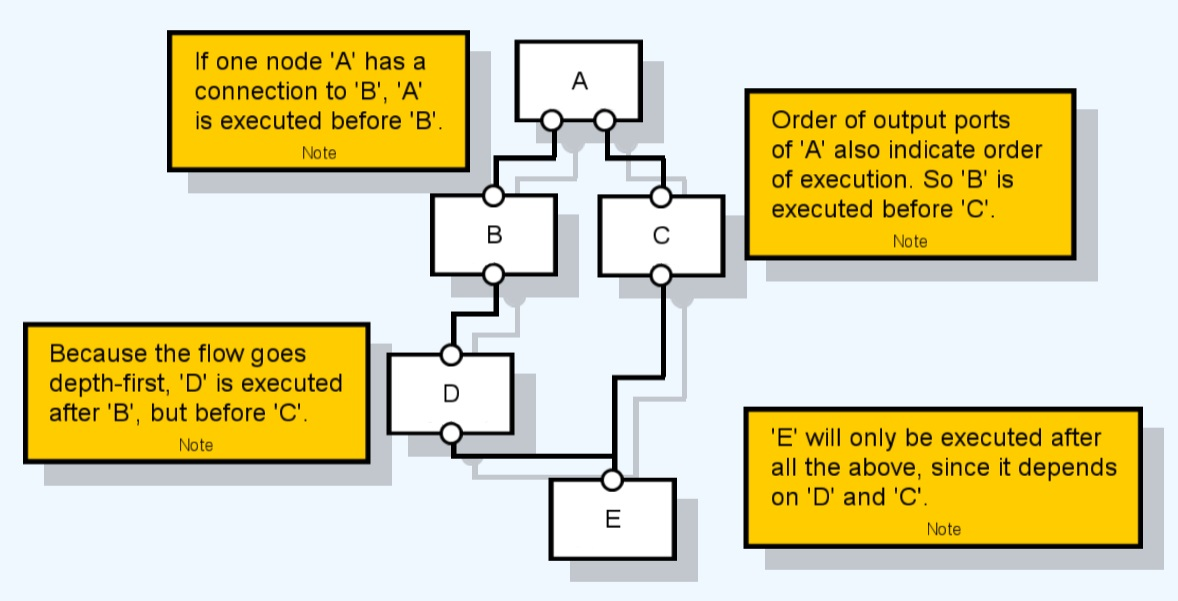 If one node 'A' has a
connection to 'B', 'A'
is executed before 'B'.
Note
A
Order of output ports
of 'A' also indicate order
of execution. So 'B' is
executed before 'C'.
Note
B
C
Because the flow goes
depth-first, 'D' is executed
after 'B', but before 'C'.
Note
D
'E' will only be executed after
all the above, since it depends
on 'D' and 'C'.
Note
E